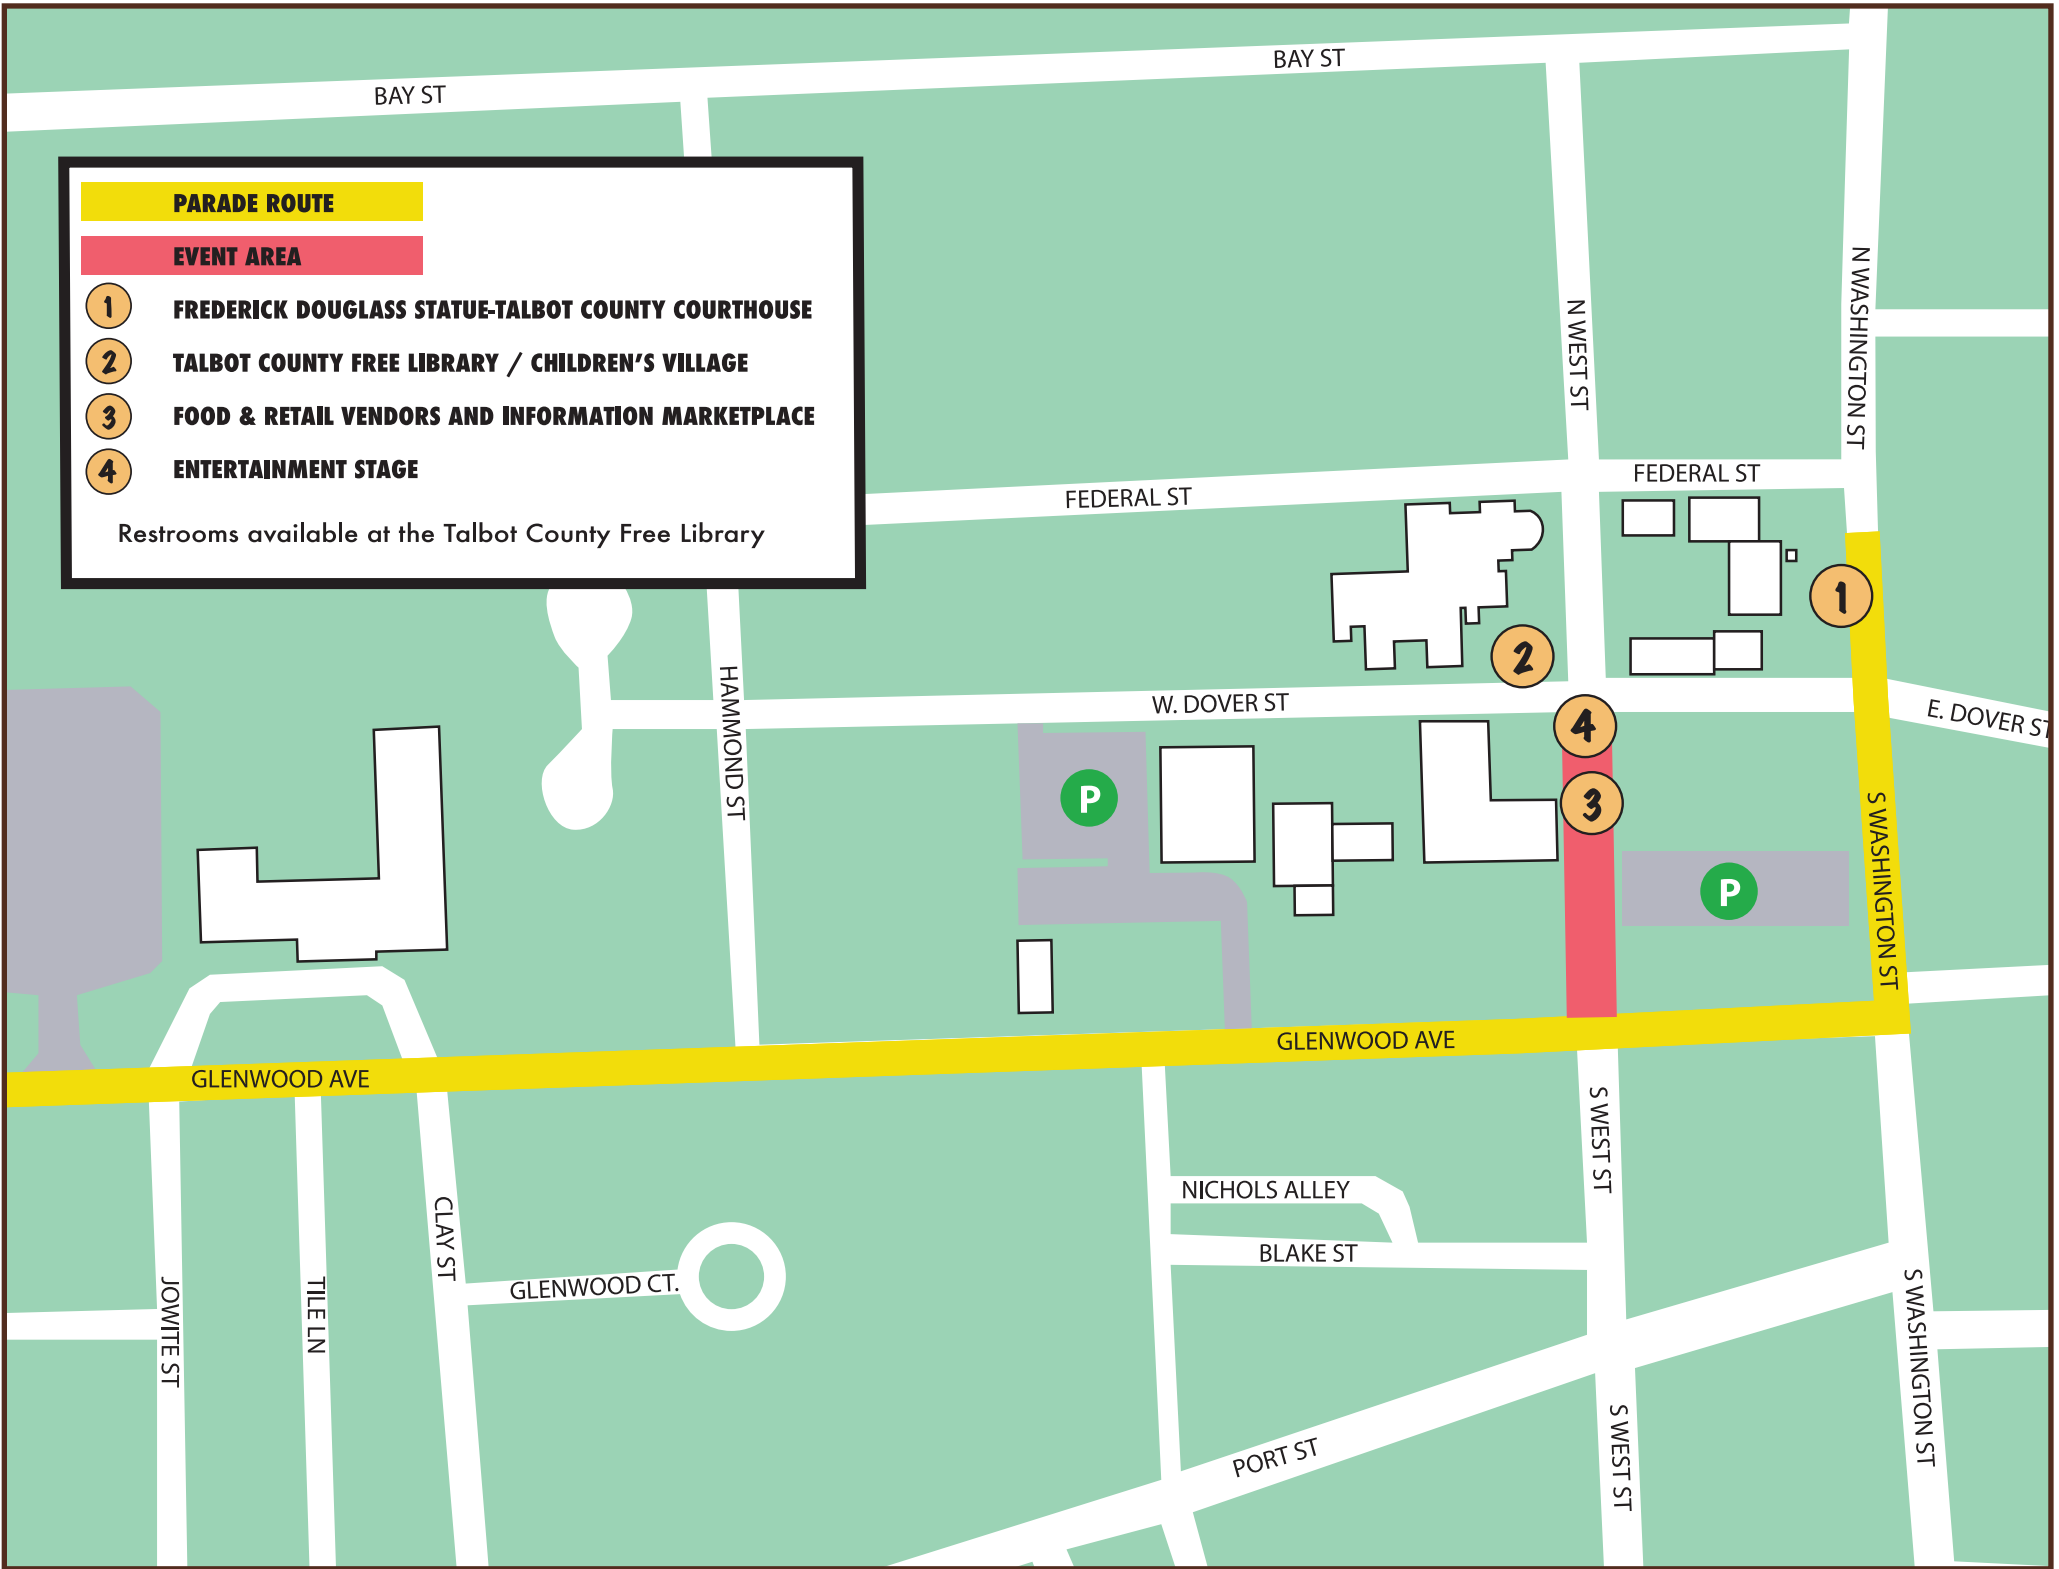 BAY ST
BAY ST
PARADE ROUTE
EVENT AREA
1 FREDERICK DOUGLASS STATUE-TALBOT COUNTY COURTHOUSE
2 TALBOT COUNTY FREE LIBRARY / CHILDREN'S VILLAGE
3 FOOD & RETAIL VENDORS AND INFORMATION MARKETPLACE
4 ENTERTAINMENT STAGE
Restrooms available at the Talbot County Free Library
N WEST ST
N WASHINGTON ST
FEDERAL ST
FEDERAL ST
1
2
HAMMOND ST
W. DOVER ST
E. DOVER ST
4
3
P
P
S WASHINGTON ST
GLENWOOD AVE
GLENWOOD AVE
S WEST ST
NICHOLS ALLEY
BLAKE ST
CLAY ST
GLENWOOD CT.
JOWITE ST
TILE LN
S WASHINGTON ST
PORT ST
S WEST ST